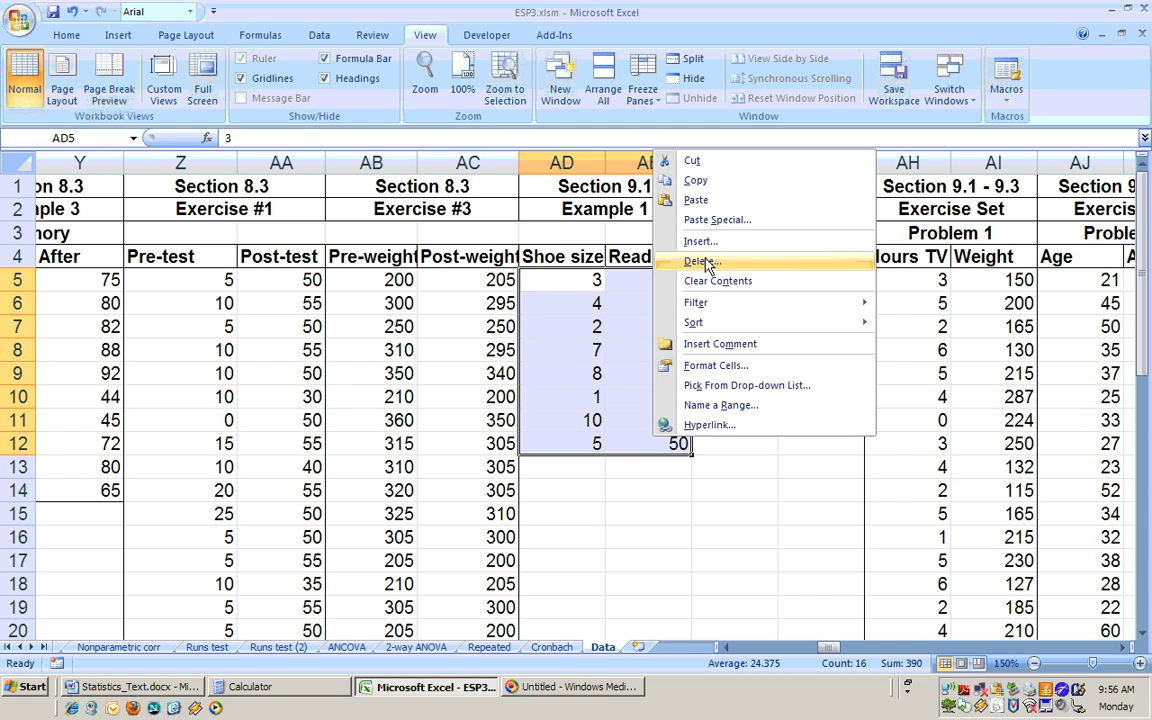 ESP3.xlsm - Microsoft Excel
Arial
Home Insert Page Layout Formulas Data Review View Developer Add-Ins
Normal Page Layout Page Break Preview Custom Views Full Screen
Workbook Views
Ruler Formula Bar
Gridlines Headings
Message Bar
Show/Hide
Zoom 100% Zoom to Selection
Zoom
New Window Arrange All Freeze Panes
Split View Side by Side
Hide Synchronous Scrolling
Unhide Reset Window Position
Save Workspace Switch Windows
Window
Macros
Macros
AD5 fx 3
Y Z AA AB AC AD AE AH AI AJ
1 on 8.3 Section 8.3 Section 8.3 Section 9.1 Section 9.1 - 9.3 Section 9
2 nple 3 Exercise #1 Exercise #3 Example 1 Exercise Set Exercis
3 nory Problem 1 Proble
4 After Pre-test Post-test Pre-weight Post-weight Shoe size Read Hours TV Weight Age A
5 75 5 50 200 205 3 3 150 21
6 80 10 55 300 295 4 5 200 45
7 82 5 50 250 250 2 2 165 50
8 88 10 55 310 295 7 6 130 35
9 92 10 50 350 340 8 5 215 37
10 44 10 30 210 200 1 4 287 25
11 45 0 50 360 350 10 0 224 33
12 72 15 55 315 305 5 50 3 250 27
13 80 10 40 310 305 4 132 23
14 65 20 55 320 305 2 115 52
15 25 50 325 310 5 165 34
16 5 50 305 300 1 215 32
17 5 55 205 200 5 230 38
18 10 35 210 205 6 127 28
19 5 55 305 300 2 185 22
20 5 50 205 200 4 210 60
Cut
Copy
Paste
Paste Special...
Insert...
Delete...
Clear Contents
Filter
Sort
Insert Comment
Format Cells...
Pick From Drop-down List...
Name a Range...
Hyperlink...
Nonparametric corr Runs test Runs test (2) ANCOVA 2-way ANOVA Repeated Cronbach Data
Ready Average: 24.375 Count: 16 Sum: 390 150%
Start Statistics_Text.docx - Mi... Calculator Microsoft Excel - ESP3... Untitled - Windows Medi... 9:56 AM
Monday